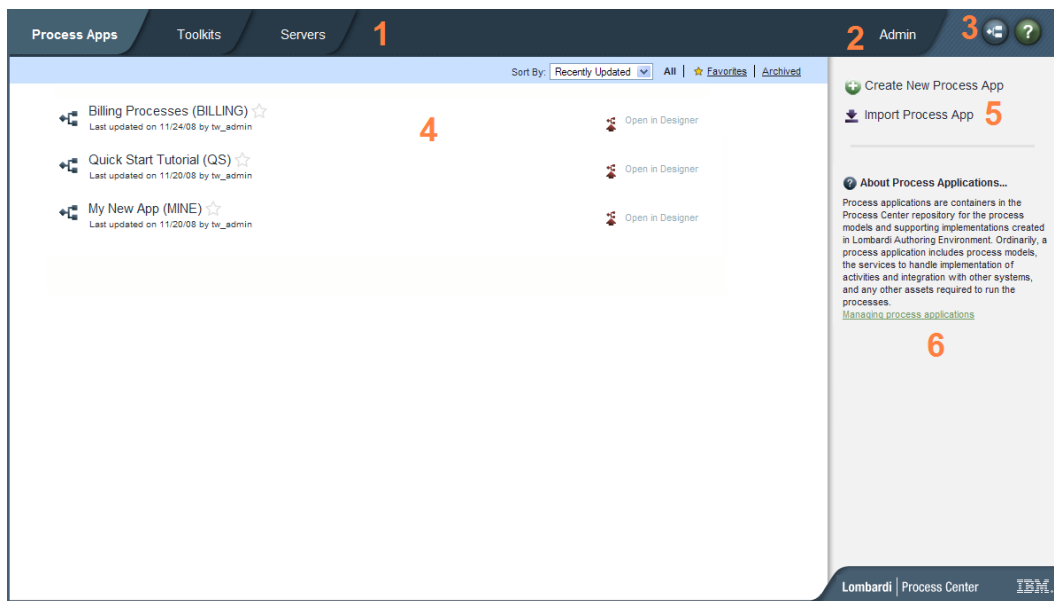 Process Apps
Toolkits
Servers
1
2
Admin
3
?
Sort By: Recently Updated All | Favorites | Archived
Billing Processes (BILLING)
Last updated on 11/24/08 by tw_admin
Open in Designer
4
Quick Start Tutorial (QS)
Last updated on 11/20/08 by tw_admin
Open in Designer
My New App (MINE)
Last updated on 11/20/08 by tw_admin
Open in Designer
Create New Process App
Import Process App
5
? About Process Applications...
Process applications are containers in the
Process Center repository for the process
models and supporting implementations created
in Lombardi Authoring Environment. Ordinarily, a
process application includes process models,
the services to handle implementation of
activities and integration with other systems,
and any other assets required to run the
processes.
Managing process applications
6
Lombardi | Process Center
IBM.